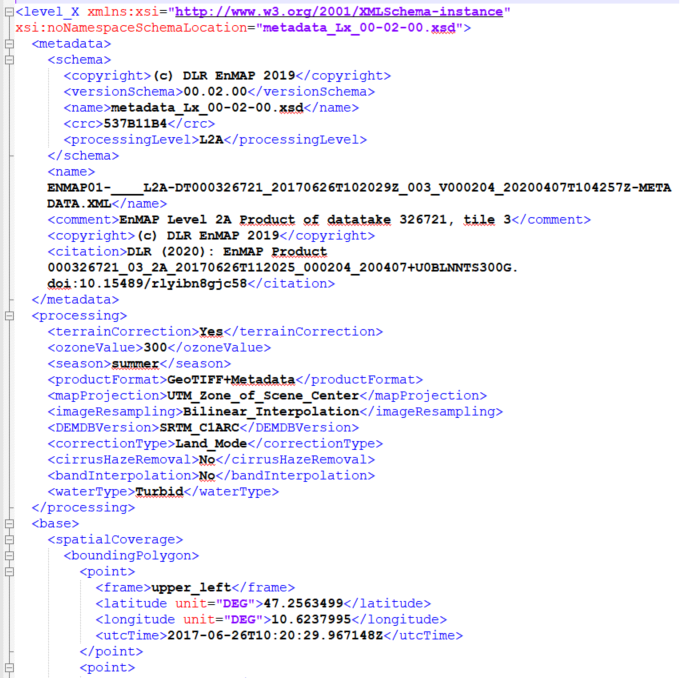 <level_X xmlns:xsi="http://www.w3.org/2001/XMLSchema-instance"
xsi:noNamespaceSchemaLocation="metadata_Lx_00-02-00.xsd">
<metadata>
<schema>
<copyright>(c) DLR EnMAP 2019</copyright>
<versionSchema>00.02.00</versionSchema>
<name>metadata_Lx_00-02-00.xsd</name>
<crc>537B11B4</crc>
<processingLevel>L2A</processingLevel>
</schema>
<name>
ENMAP01-____L2A-DT000326721_20170626T102029Z_003_V000204_20200407T104257Z-META
DATA.XML</name>
<comment>EnMAP Level 2A Product of datatake 326721, tile 3</comment>
<copyright>(c) DLR EnMAP 2019</copyright>
<citation>DLR (2020): EnMAP Product
000326721_03_2A_20170626T112025_000204_200407+U0BLNNTS300G.
doi:10.15489/rlyibn8gjc58</citation>
</metadata>
<processing>
<terrainCorrection>Yes</terrainCorrection>
<ozoneValue>300</ozoneValue>
<season>summer</season>
<productFormat>GeoTIFF+Metadata</productFormat>
<mapProjection>UTM_Zone_of_Scene_Center</mapProjection>
<imageResampling>Bilinear_Interpolation</imageResampling>
<DEMDBVersion>SRTM_C1ARC</DEMDBVersion>
<correctionType>Land_Mode</correctionType>
<cirrusHazeRemoval>No</cirrusHazeRemoval>
<bandInterpolation>No</bandInterpolation>
<waterType>Turbid</waterType>
</processing>
<base>
<spatialCoverage>
<boundingPolygon>
<point>
<frame>upper_left</frame>
<latitude unit="DEG">47.2563499</latitude>
<longitude unit="DEG">10.6237995</longitude>
<utcTime>2017-06-26T10:20:29.967148Z</utcTime>
</point>
<point>